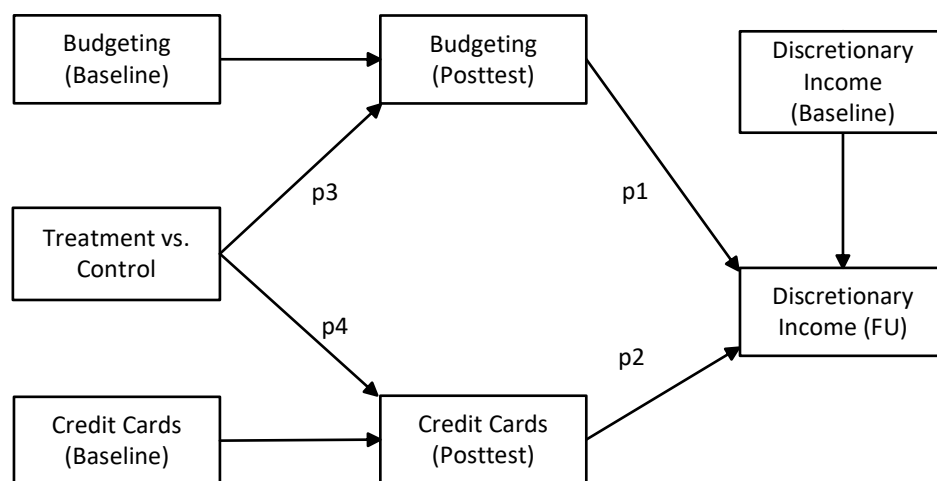 Budgeting
(Baseline)
Budgeting
(Posttest)
Discretionary
Income
(Baseline)
p3
p1
Treatment vs.
Control
Discretionary
Income (FU)
p4
p2
Credit Cards
(Baseline)
Credit Cards
(Posttest)